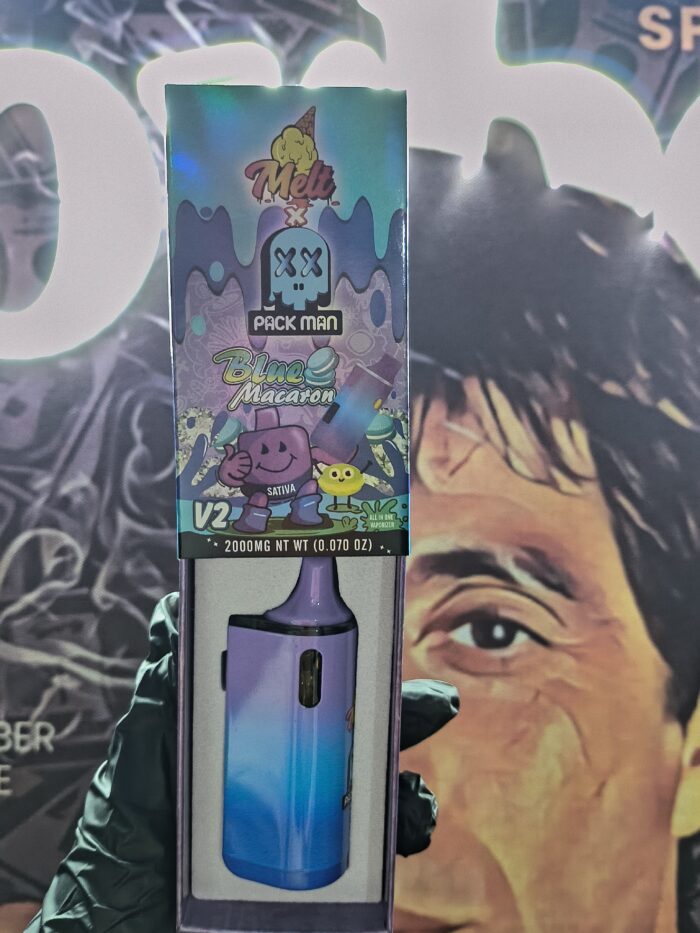 SP
Melt
X
XX
PACK MAN
Blue
Macaron
SATIVA
V2
ALL IN ONE
VAPORIZER
2000MG NT WT (0.070 OZ)
BER
E